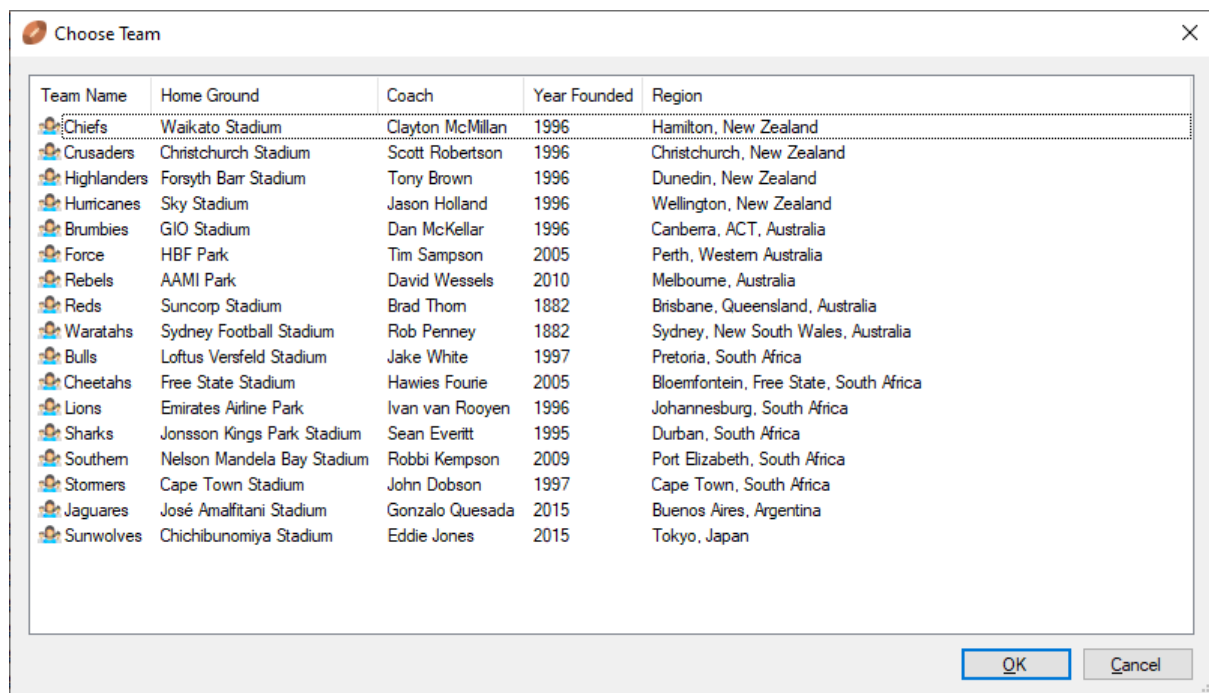 Choose Team
Team Name Home Ground Coach Year Founded Region
Chiefs Waikato Stadium Clayton McMillan 1996 Hamilton, New Zealand
Crusaders Christchurch Stadium Scott Robertson 1996 Christchurch, New Zealand
Highlanders Forsyth Barr Stadium Tony Brown 1996 Dunedin, New Zealand
Hurricanes Sky Stadium Jason Holland 1996 Wellington, New Zealand
Brumbies GIO Stadium Dan McKellar 1996 Canberra, ACT, Australia
Force HBF Park Tim Sampson 2005 Perth, Western Australia
Rebels AAMI Park David Wessels 2010 Melbourne, Australia
Reds Suncorp Stadium Brad Thorn 1882 Brisbane, Queensland, Australia
Waratahs Sydney Football Stadium Rob Penney 1882 Sydney, New South Wales, Australia
Bulls Loftus Versfeld Stadium Jake White 1997 Pretoria, South Africa
Cheetahs Free State Stadium Hawies Fourie 2005 Bloemfontein, Free State, South Africa
Lions Emirates Airline Park Ivan van Rooyen 1996 Johannesburg, South Africa
Sharks Jonsson Kings Park Stadium Sean Everitt 1995 Durban, South Africa
Southern Nelson Mandela Bay Stadium Robbi Kempson 2009 Port Elizabeth, South Africa
Stormers Cape Town Stadium John Dobson 1997 Cape Town, South Africa
Jaguares José Amalfitani Stadium Gonzalo Quesada 2015 Buenos Aires, Argentina
Sunwolves Chichibunomiya Stadium Eddie Jones 2015 Tokyo, Japan
OK Cancel